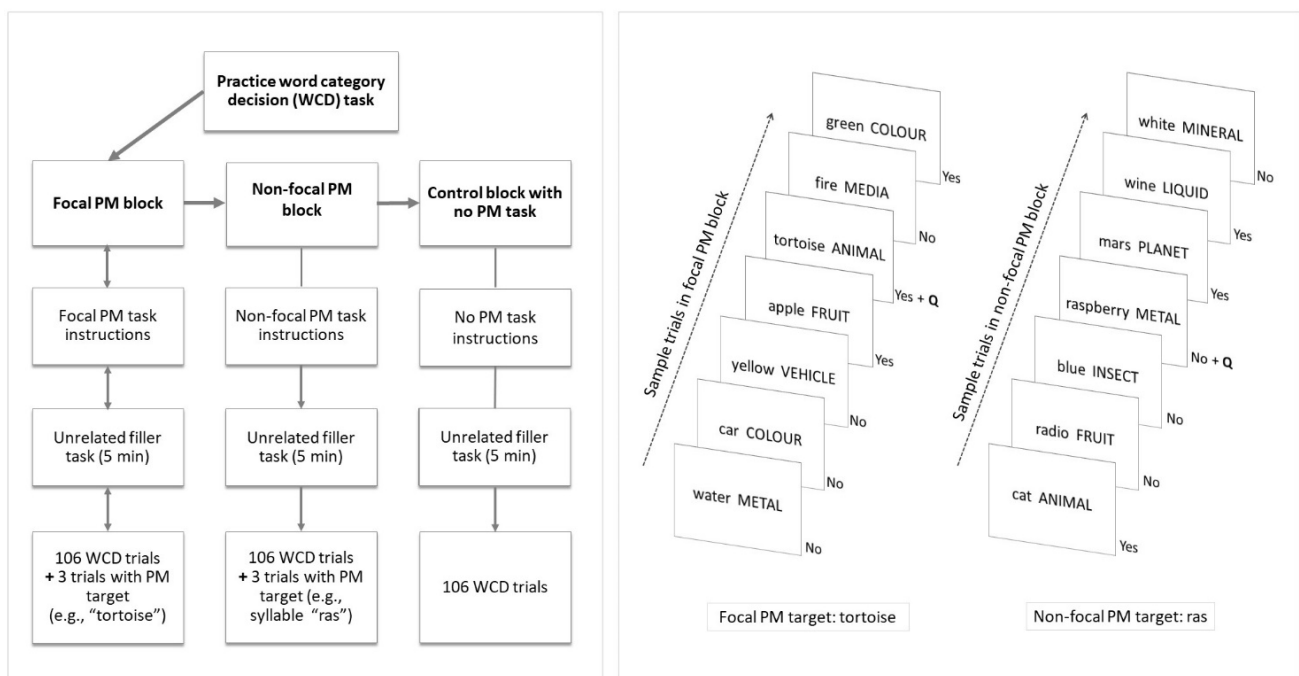 Practice word category
decision (WCD) task
Focal PM block
Non-focal PM
block
Control block with
no PM task
Focal PM task
instructions
Non-focal PM task
instructions
No PM task
instructions
Unrelated filler
task (5 min)
Unrelated filler
task (5 min)
Unrelated filler
task (5 min)
106 WCD trials
+ 3 trials with PM
target
(e.g., “tortoise”)
106 WCD trials
+ 3 trials with PM
target (e.g.,
syllable “ras”)
106 WCD trials
Sample trials in focal PM block
green COLOUR
Yes
fire MEDIA
No
tortoise ANIMAL
Yes + Q
apple FRUIT
Yes
yellow VEHICLE
No
car COLOUR
No
water METAL
No
Focal PM target: tortoise
Sample trials in non-focal PM block
white MINERAL
No
wine LIQUID
Yes
mars PLANET
Yes
raspberry METAL
No + Q
blue INSECT
No
radio FRUIT
No
cat ANIMAL
Yes
Non-focal PM target: ras